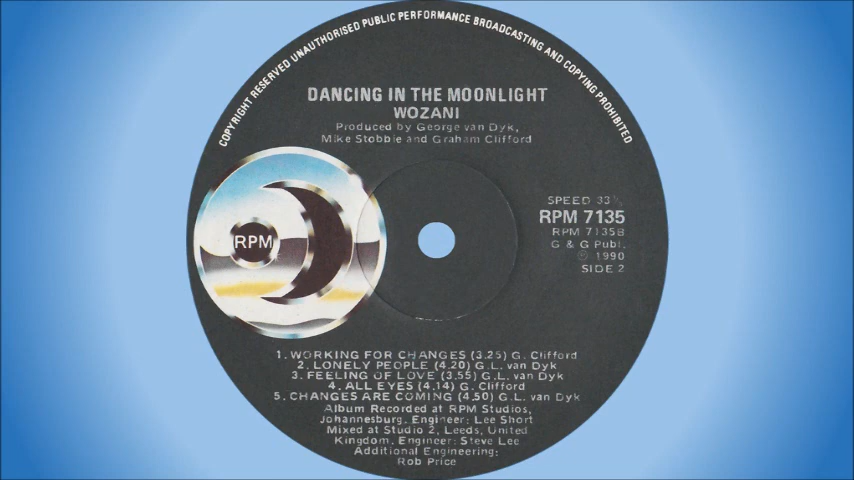 COPYRIGHT RESERVED UNAUTHORISED PUBLIC PERFORMANCE BROADCASTING AND COPYING PROHIBITED
DANCING IN THE MOONLIGHT
WOZANI
Produced by George van Dyk,
Mike Stobbie and Graham Clifford
RPM
SPEED 33⅓
RPM 7135
RPM 7135B
G & G Publ.
℗ 1990
SIDE 2
1. WORKING FOR CHANGES (3.25) G. Clifford
2. LONELY PEOPLE (4.20) G.L. van Dyk
3. FEELING OF LOVE (3.55) G.L. van Dyk
4. ALL EYES (4.14) G. Clifford
5. CHANGES ARE COMING (4.50) G.L. van Dyk
Album Recorded at RPM Studios,
Johannesburg. Engineer: Lee Short
Mixed at Studio 2, Leeds, United
Kingdom. Engineer: Steve Lee
Additional Engineering:
Rob Price